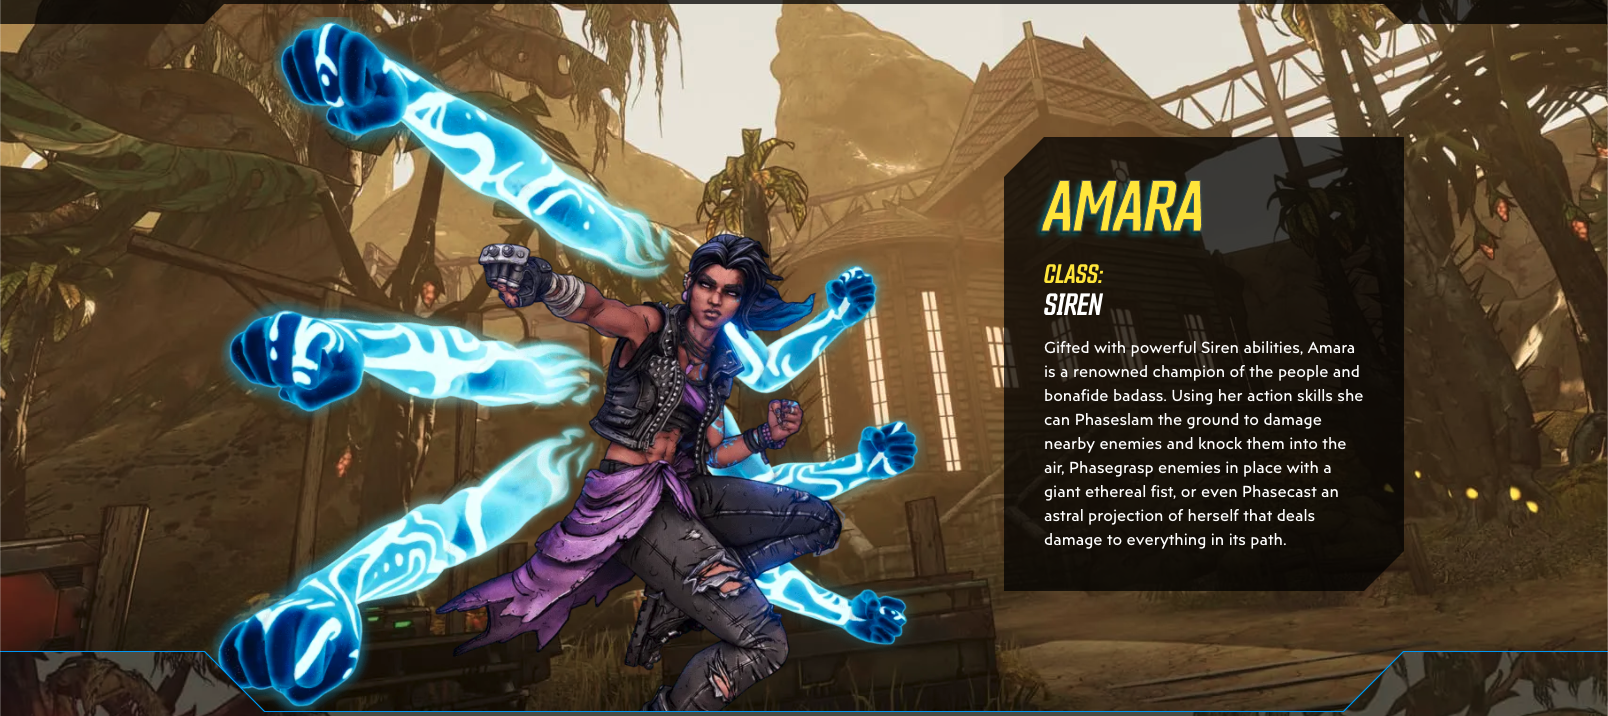 AMARA
CLASS:
SIREN
Gifted with powerful Siren abilities, Amara
is a renowned champion of the people and
bonafide badass. Using her action skills she
can Phaseslam the ground to damage
nearby enemies and knock them into the
air, Phasegrasp enemies in place with a
giant ethereal fist, or even Phasecast an
astral projection of herself that deals
damage to everything in its path.